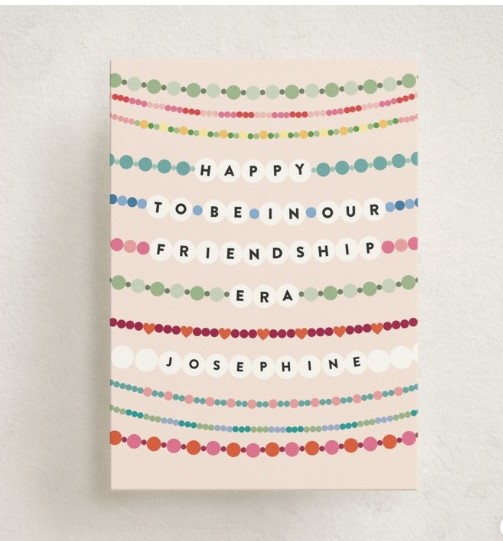 HAPPY
TO BE IN OUR
FRIENDSHIP
ERA
JOSEPHINE